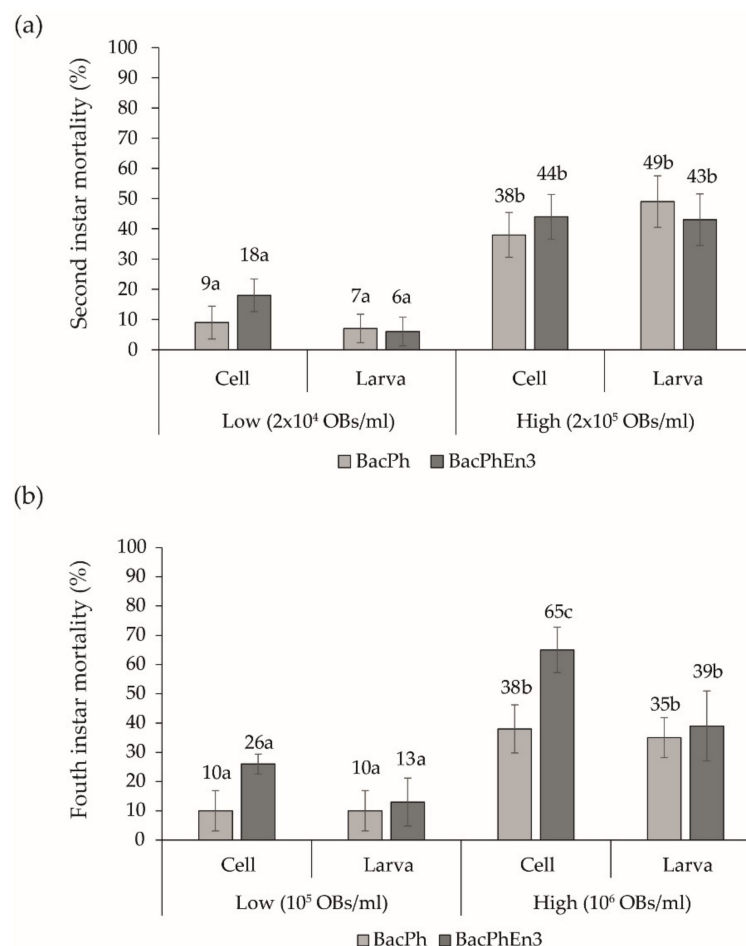 (a)
Second instar mortality (%)
100
90
80
70
60
50
40
30
20
10
0
9a
18a
7a
6a
38b
44b
49b
43b
Cell
Larva
Cell
Larva
Low (2x10⁴ OBs/ml)
High (2x10⁵ OBs/ml)
BacPh
BacPhEn3
(b)
Fouth instar mortality (%)
100
90
80
70
60
50
40
30
20
10
0
10a
26a
10a
13a
38b
65c
35b
39b
Cell
Larva
Cell
Larva
Low (10⁵ OBs/ml)
High (10⁶ OBs/ml)
BacPh
BacPhEn3